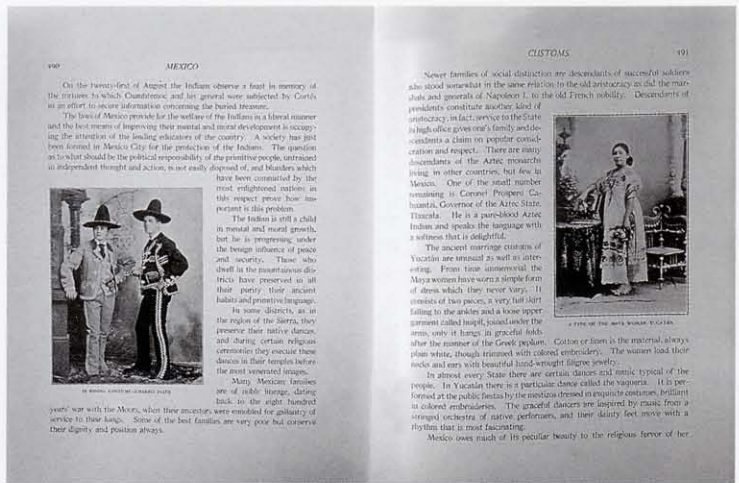 490 MEXICO
On the twenty-first of August the Indians observe a feast in memory of
the tortures to which Cuauhtemoc and his general were subjected by Cortés
in an effort to secure information concerning the buried treasure.
The laws of Mexico provide for the welfare of the Indians in a liberal manner
and the best means of improving their mental and moral development is occupy-
ing the attention of the leading educators of the country. A society has just
been formed in Mexico City for the protection of the Indians. The question
as to what should be the political responsibility of the primitive people, untrained
in independent thought and action, is not easily disposed of, and blunders which
have been committed by the
most enlightened nations in
this respect prove how im-
portant is this problem.
The Indian is still a child
in mental and moral growth,
but he is progressing under
the benign influence of peace
and security. Those who
dwell in the mountainous dis-
tricts have preserved in all
their purity their ancient
habits and primitive language.
In some districts, as in
the region of the Sierra, they
preserve their native dances,
and during certain religious
ceremonies they execute these
dances in their temples before
the most venerated images.
Many Mexican families
are of noble lineage, dating
back to the eight hundred
IN RIDING COSTUME
years' war with the Moors, when their ancestors were ennobled for gallantry of
service to their kings. Some of the best families are very poor but conserve
their dignity and position always.
CUSTOMS 491
Newer families of social distinction are descendants of successful soldiers
who stood somewhat in the same relation to the old aristocracy as did the mar-
shals and generals of Napoleon I. to the old French nobility. Descendants of
presidents constitute another kind of
aristocracy, in fact, service to the State
in high office gives one's family and de-
scendants a claim on popular consid-
eration and respect. There are many
descendants of the Aztec monarchs
living in other countries, but few in
Mexico. One of the small number
remaining is Coronel Prospero Ca-
huantzi, Governor of the Aztec State,
Tlaxcala. He is a pure-blood Aztec
Indian and speaks the language with
a softness that is delightful.
The ancient marriage customs of
Yucatán are unusual as well as inter-
esting. From time immemorial the
Maya women have worn a simple form
of dress which they never vary. It
consists of two pieces, a very full skirt
falling to the ankles and a loose upper
garment called huipil, joined under the
arms, only it hangs in graceful folds
A TYPE OF THE MAYA WOMAN YUCATÁN.
after the manner of the Greek peplum. Cotton or linen is the material, always
plain white, though trimmed with colored embroidery. The women load their
necks and ears with beautiful hand-wrought filigree jewelry.
In almost every State there are certain dances and music typical of the
people. In Yucatán there is a particular dance called the vaqueria. It is per-
formed at the public fiestas by the mestizos dressed in exquisite costumes, brilliant
in colored embroideries. The graceful dances are inspired by music from a
stringed orchestra of native performers, and their dainty feet move with a
rhythm that is most fascinating.
Mexico owes much of its peculiar beauty to the religious fervor of her